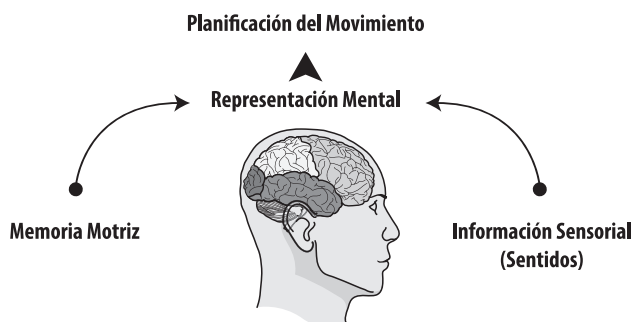 Planificación del Movimiento
Representación Mental
Memoria Motriz
Información Sensorial
(Sentidos)